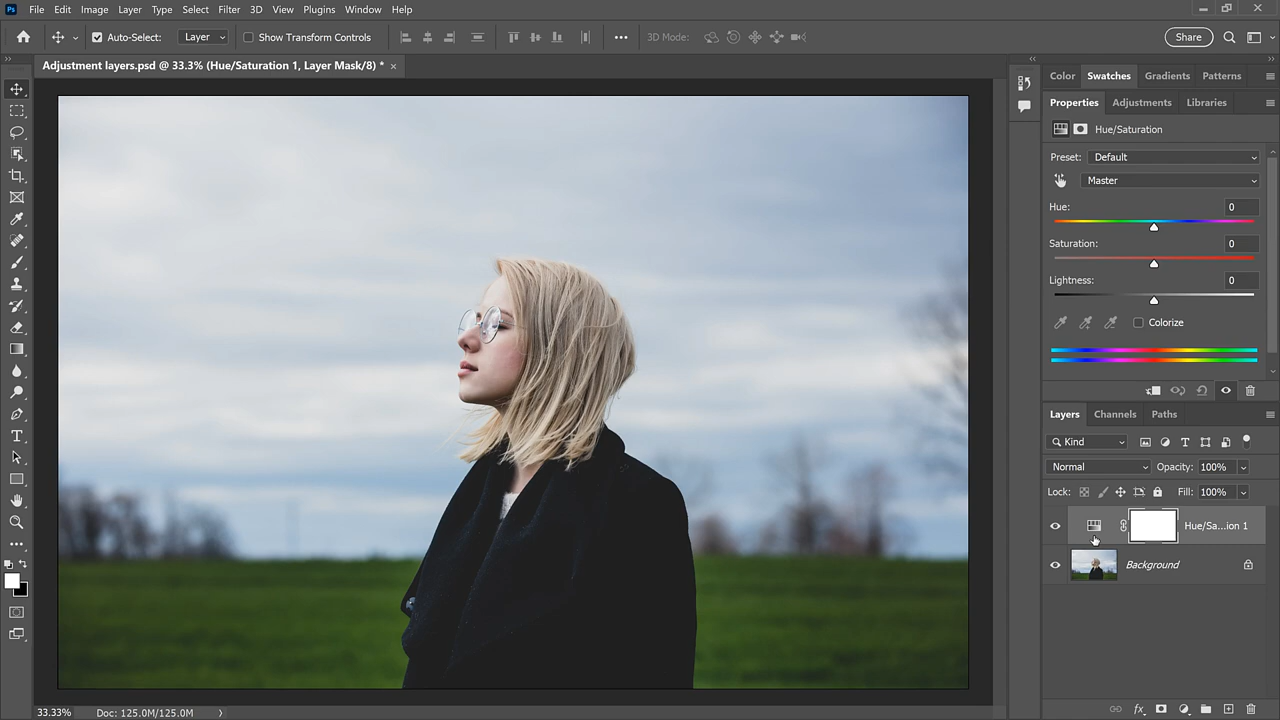 Ps File Edit Image Layer Type Select Filter 3D View Plugins Window Help
Auto-Select: Layer Show Transform Controls 3D Mode: Share
Adjustment layers.psd @ 33.3% (Hue/Saturation 1, Layer Mask/8) *
Color Swatches Gradients Patterns
Properties Adjustments Libraries
Hue/Saturation
Preset: Default
Master
Hue: 0
Saturation: 0
Lightness: 0
Colorize
Layers Channels Paths
Kind
Normal Opacity: 100%
Lock: Fill: 100%
Hue/Sa...ion 1
Background
fx
33.33% Doc: 125.0M/125.0M